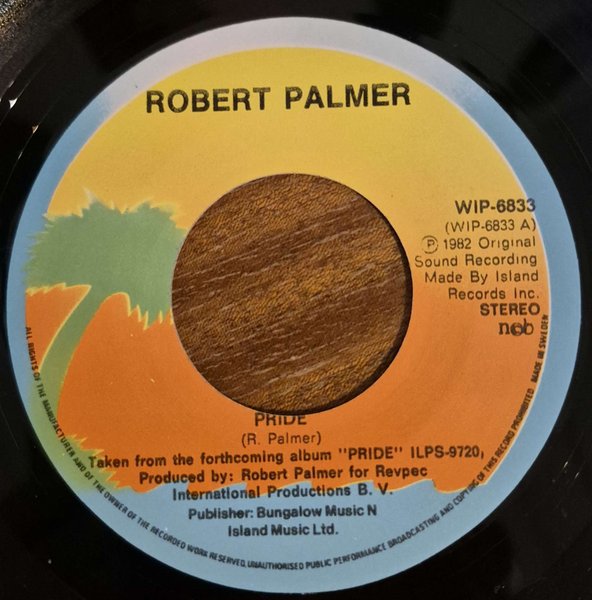 ROBERT PALMER
WIP-6833
(WIP-6833 A)
Ⓟ 1982 Original
Sound Recording
Made By Island
Records Inc.
STEREO
ncb
PRIDE
(R. Palmer)
Taken from the forthcoming album "PRIDE" ILPS-9720,
Produced by: Robert Palmer for Revpec
International Productions B. V.
Publisher: Bungalow Music N
Island Music Ltd.
ALL RIGHTS OF THE MANUFACTURER AND OF THE OWNER OF THE RECORDED WORK RESERVED. UNAUTHORISED PUBLIC PERFORMANCE BROADCASTING AND COPYING OF THIS RECORD PROHIBITED. MADE IN SWEDEN